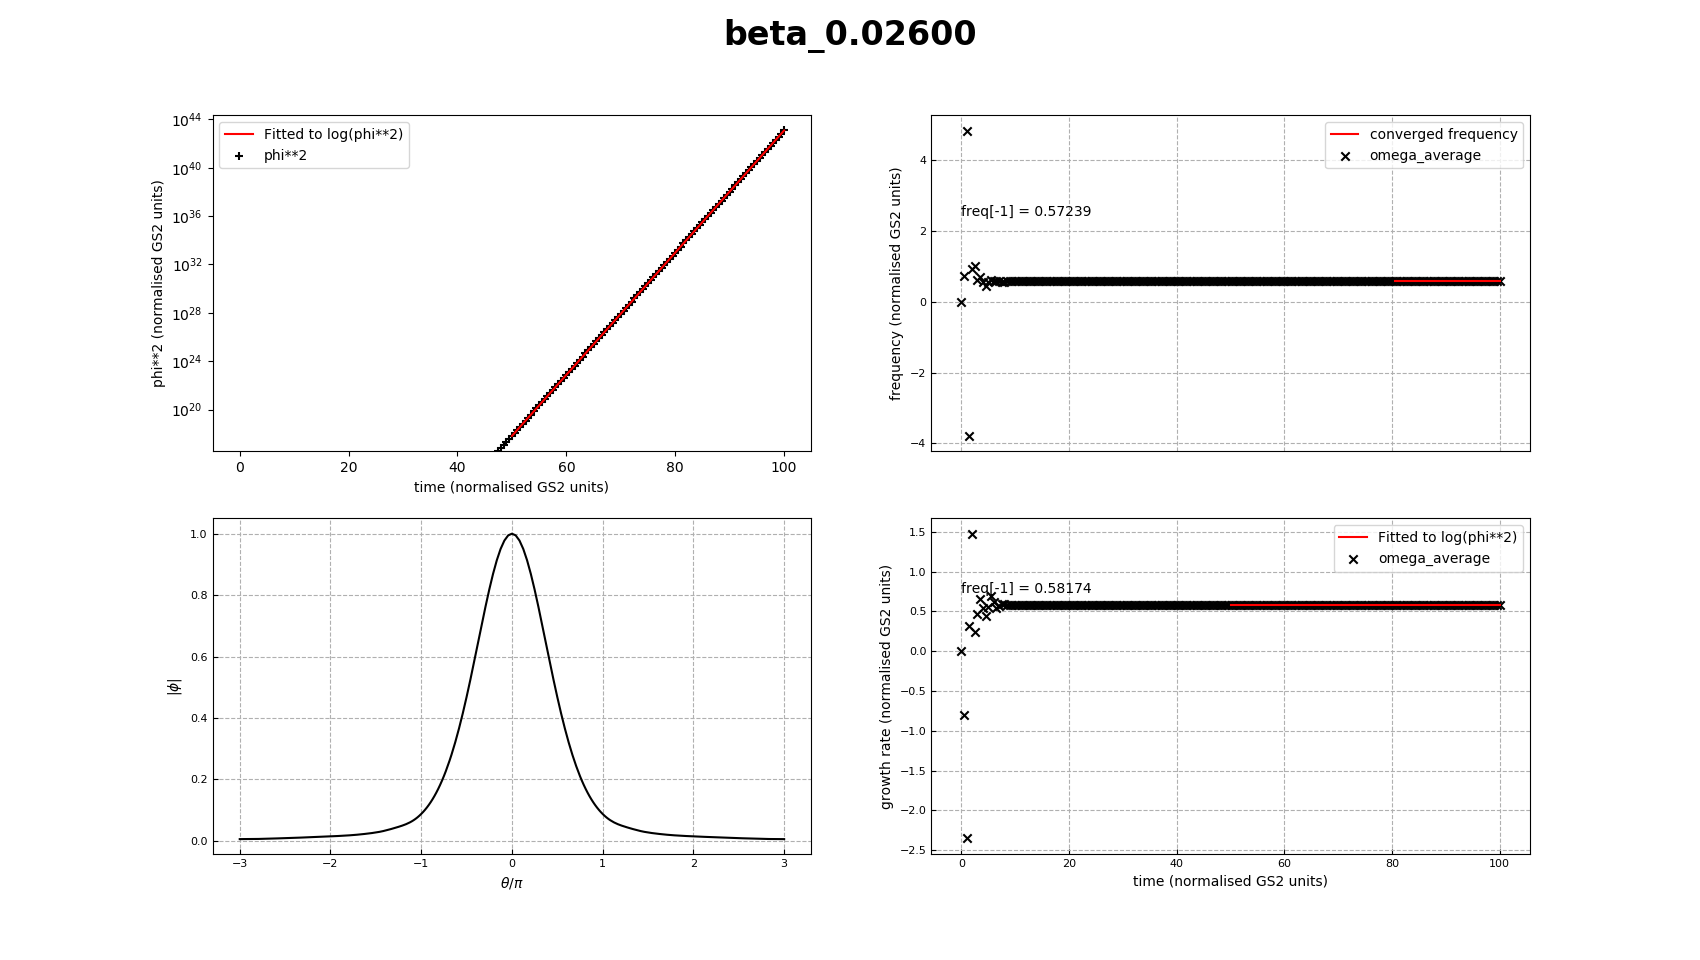 beta_0.02600
10^44
10^40
10^36
10^32
10^28
10^24
10^20
phi**2 (normalised GS2 units)
Fitted to log(phi**2)
phi**2
0 20 40 60 80 100
time (normalised GS2 units)
4
2
0
−2
−4
frequency (normalised GS2 units)
converged frequency
omega_average
freq[-1] = 0.57239
1.0
0.8
0.6
0.4
0.2
0.0
|ϕ|
−3 −2 −1 0 1 2 3
θ/π
1.5
1.0
0.5
0.0
−0.5
−1.0
−1.5
−2.0
−2.5
growth rate (normalised GS2 units)
Fitted to log(phi**2)
omega_average
freq[-1] = 0.58174
0 20 40 60 80 100
time (normalised GS2 units)